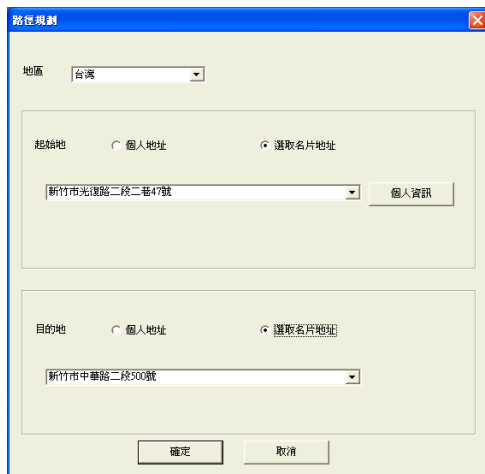 路徑規劃
地區 台灣
起始地 個人地址 選取名片地址
新竹市光復路二段二巷47號 個人資訊
目的地 個人地址 選取名片地址
新竹市中華路二段500號
確定 取消